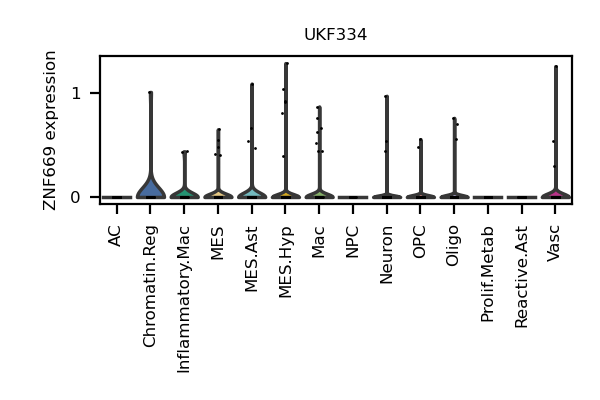 UKF334
ZNF669 expression
1
0
AC
Chromatin.Reg
Inflammatory.Mac
MES
MES.Ast
MES.Hyp
Mac
NPC
Neuron
OPC
Oligo
Prolif.Metab
Reactive.Ast
Vasc